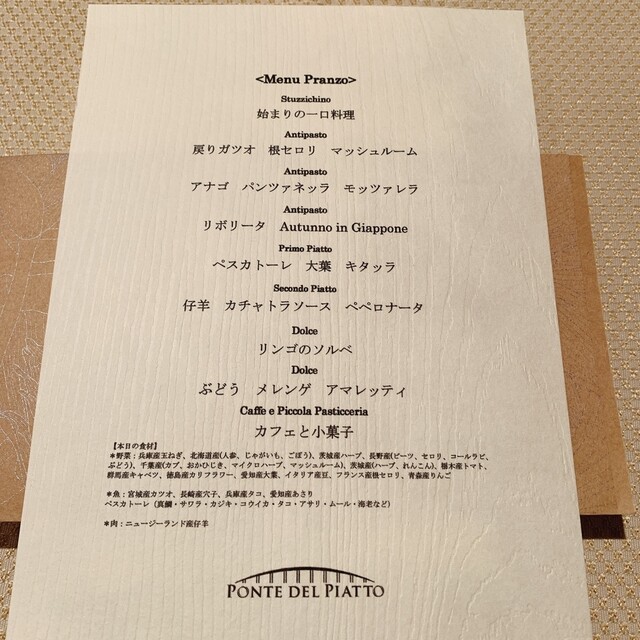 <Menu Pranzo>
Stuzzichino
始まりの一口料理
Antipasto
戻りガツオ　根セロリ　マッシュルーム
Antipasto
アナゴ　パンツァネッラ　モッツァレラ
Antipasto
リボリータ　Autunno in Giappone
Primo Piatto
ペスカトーレ　大葉　キタッラ
Secondo Piatto
仔羊　カチャトラソース　ペペロナータ
Dolce
リンゴのソルベ
Dolce
ぶどう　メレンゲ　アマレッティ
Caffe e Piccola Pasticceria
カフェと小菓子
【本日の食材】
＊野菜：兵庫産玉ねぎ、北海道産(人参、じゃがいも、ごぼう)、茨城産ハーブ、長野産(ビーツ、セロリ、コールラビ、
ぶどう)、千葉産(カブ、おかひじき、マイクロハーブ、マッシュルーム)、茨城産(ハーブ、れんこん)、栃木産トマト、
群馬産キャベツ、徳島産カリフラワー、愛知産大葉、イタリア産豆、フランス産根セロリ、青森産りんご
＊魚：宮城産カツオ、長崎産穴子、兵庫産タコ、愛知産あさり
ペスカトーレ（真鯛・サワラ・カジキ・コウイカ・タコ・アサリ・ムール・海老など）
＊肉：ニュージーランド産仔羊
PONTE DEL PIATTO